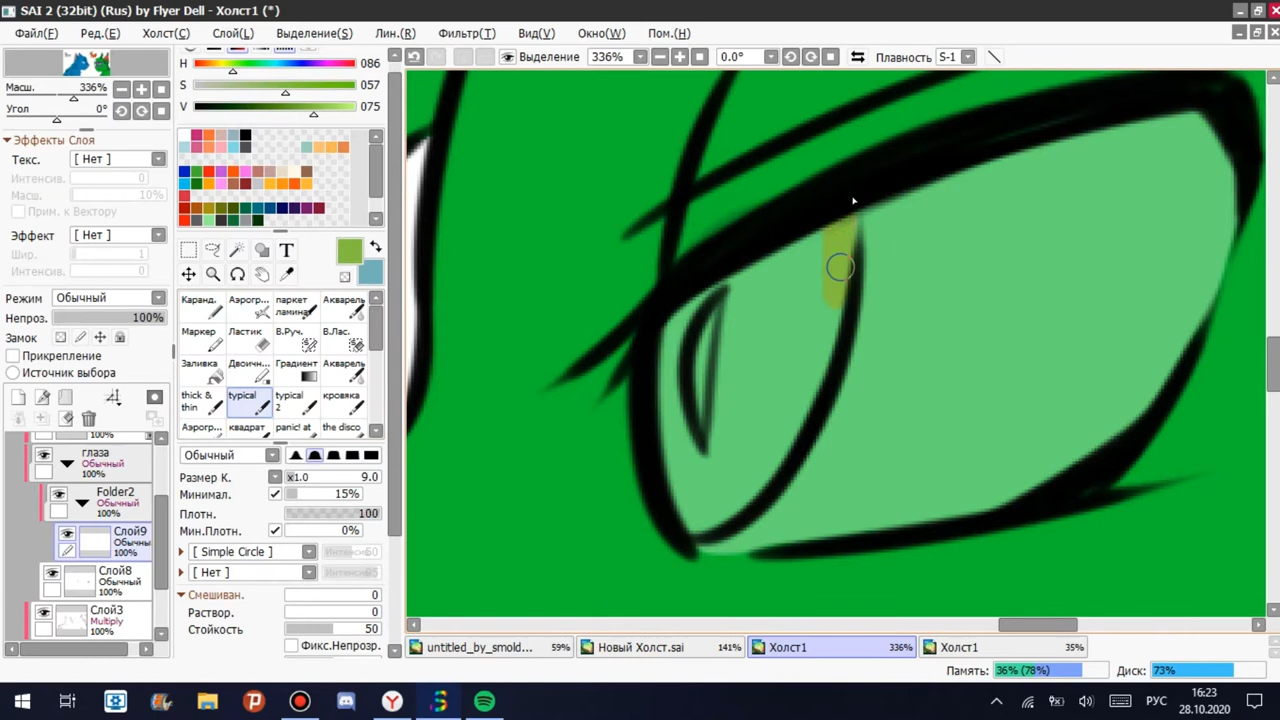 SAI 2 (32bit) (Rus) by Flyer Dell - Холст1 (*)
Файл(F) Ред.(E) Холст(C) Слой(L) Выделение(S) Лин.(R) Фильтр(T) Вид(V) Окно(W) Пом.(H)
Масш. 336%
Угол 0°
Эффекты Слоя
Текс. [ Нет ]
Интенсив. 0
Масш. 10%
Прим. к Вектору
Эффект [ Нет ]
Шир. 1
Интенсив.
Режим Обычный
Непроз. 100%
Замок
Прикрепление
Источник выбора
100%
глаза
Обычный
100%
Folder2
Обычный
100%
Слой9
Обычны
100%
Слой8
Обычный
100%
Слой3
Multiply
100%
H 086
S 057
V 075
T
Каранд. Аэрогр... паркет ламина Акварель
Маркер Ластик В.Руч. В.Лас.
Заливка Двоичн... Градиент Акварель
thick & thin typical typical 2 кровяка
Аэрогр... квадрат panic! at the disco
Обычный
Размер К. x1.0 9.0
Минимал. 15%
Плотн. 100
Мин.Плотн. 0%
[ Simple Circle ]
[ Нет ]
Смешиван. 0
Раствор. 0
Стойкость 50
Фикс.Непрозр.
Выделение 336% 0.0° Плавность S-1
untitled_by_smold... 59% Новый Холст.sai 141% Холст1 336% Холст1 35%
Память: 36% (78%) Диск: 73%
РУС 16:23
28.10.2020